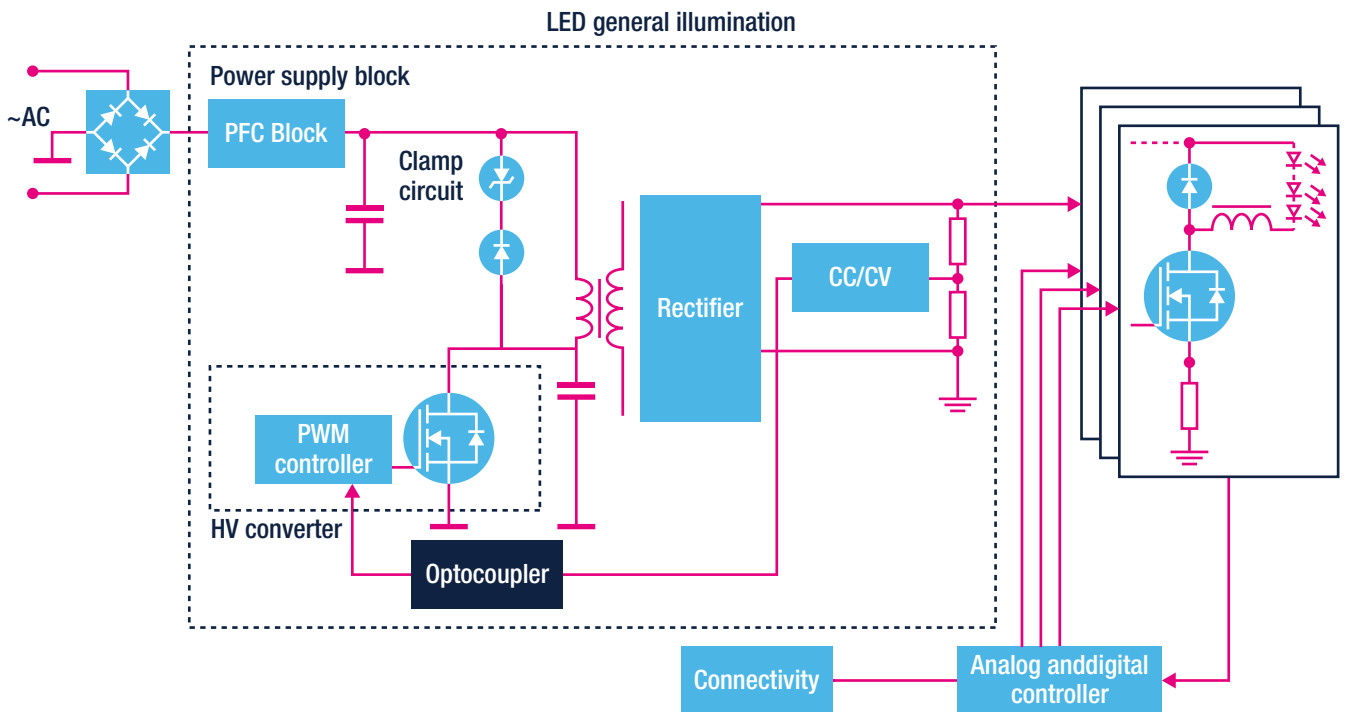 LED general illumination
Power supply block
~AC
PFC Block
Clamp
circuit
Rectifier
CC/CV
PWM
controller
HV converter
Optocoupler
Connectivity
Analog anddigital
controller